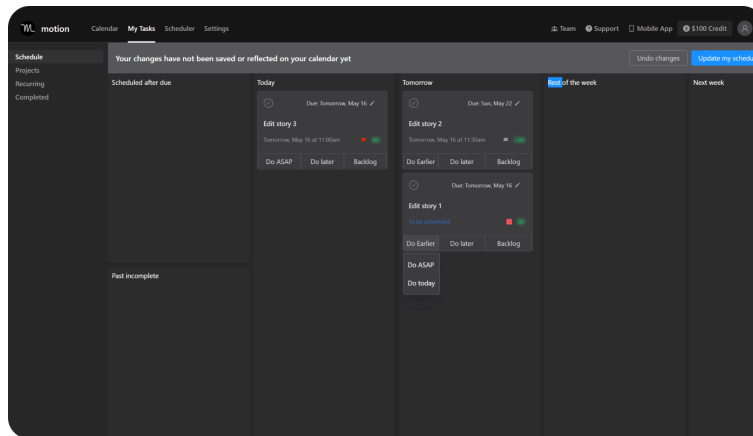 motion
Calendar My Tasks Scheduler Settings
Team Support Mobile App $100 Credit
Schedule
Projects
Recurring
Completed
Your changes have not been saved or reflected on your calendar yet
Undo changes
Update my schedu
Scheduled after due
Past incomplete
Today
Due: Tomorrow, May 16
Edit story 3
Tomorrow, May 16 at 11:00am
Do ASAP Do later Backlog
Tomorrow
Due: Sun, May 22
Edit story 2
Tomorrow, May 16 at 11:30am
Do Earlier Do later Backlog
Due: Tomorrow, May 16
Edit story 1
To be scheduled
Do Earlier Do later Backlog
Do ASAP
Do today
Rest of the week
Next week